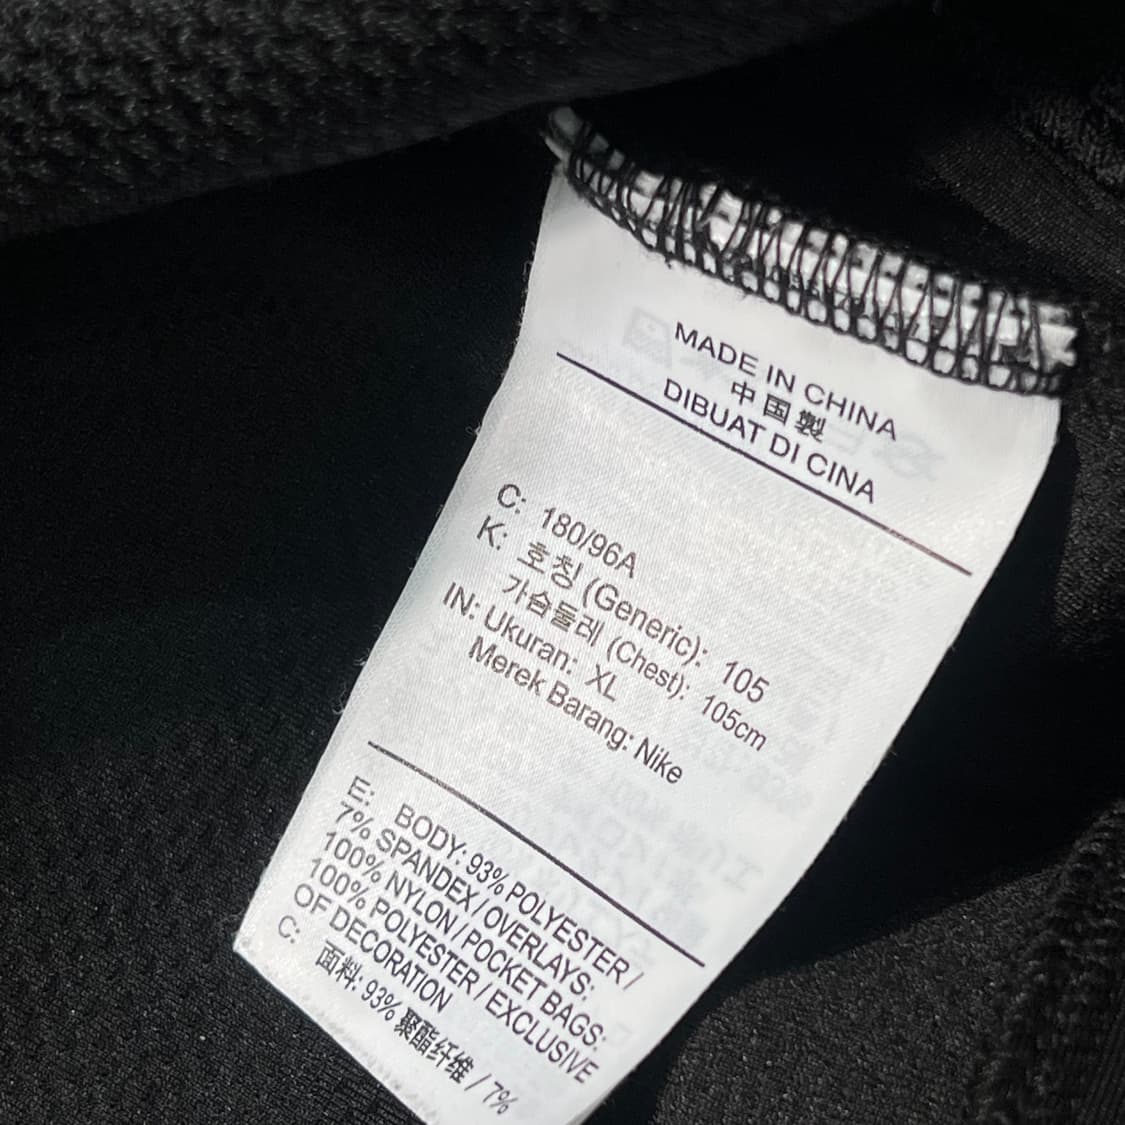 MADE IN CHINA
中国製
DIBUAT DI CINA
C: 180/96A
K: 호칭 (Generic): 105
가슴둘레 (Chest): 105cm
IN: Ukuran: XL
Merek Barang: Nike
E: BODY: 93% POLYESTER /
7% SPANDEX / OVERLAYS:
100% NYLON / POCKET BAGS:
100% POLYESTER / EXCLUSIVE
OF DECORATION
C: 面料: 93% 聚酯纤维 / 7%